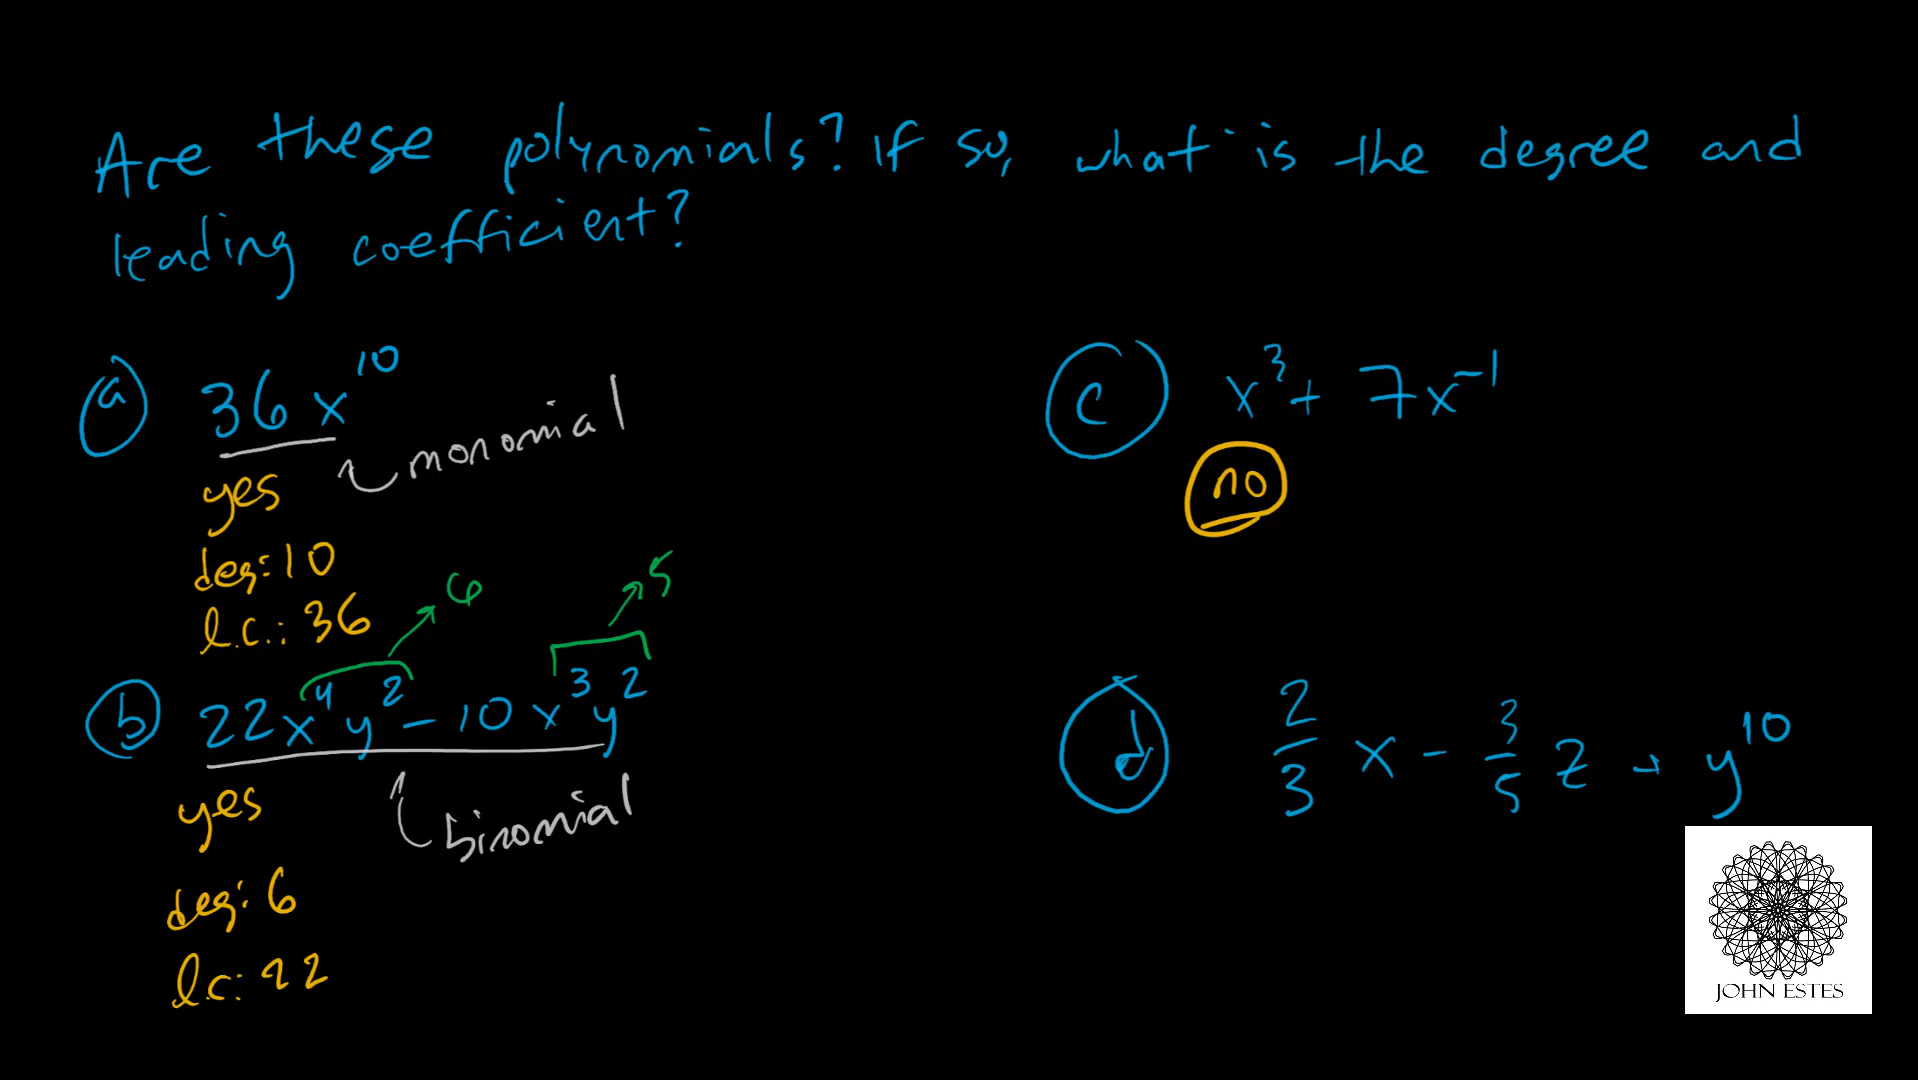 Are these polynomials? If so, what is the degree and
leading coefficient?
(a) 36x^10
monomial
yes
deg: 10
l.c.: 36
6
5
(b) 22x^4y^2 - 10x^3y^2
binomial
yes
deg: 6
l.c: 22
(c) x^3 + 7x^-1
no
(d) 2/3 x - 3/5 z + y^10
JOHN ESTES